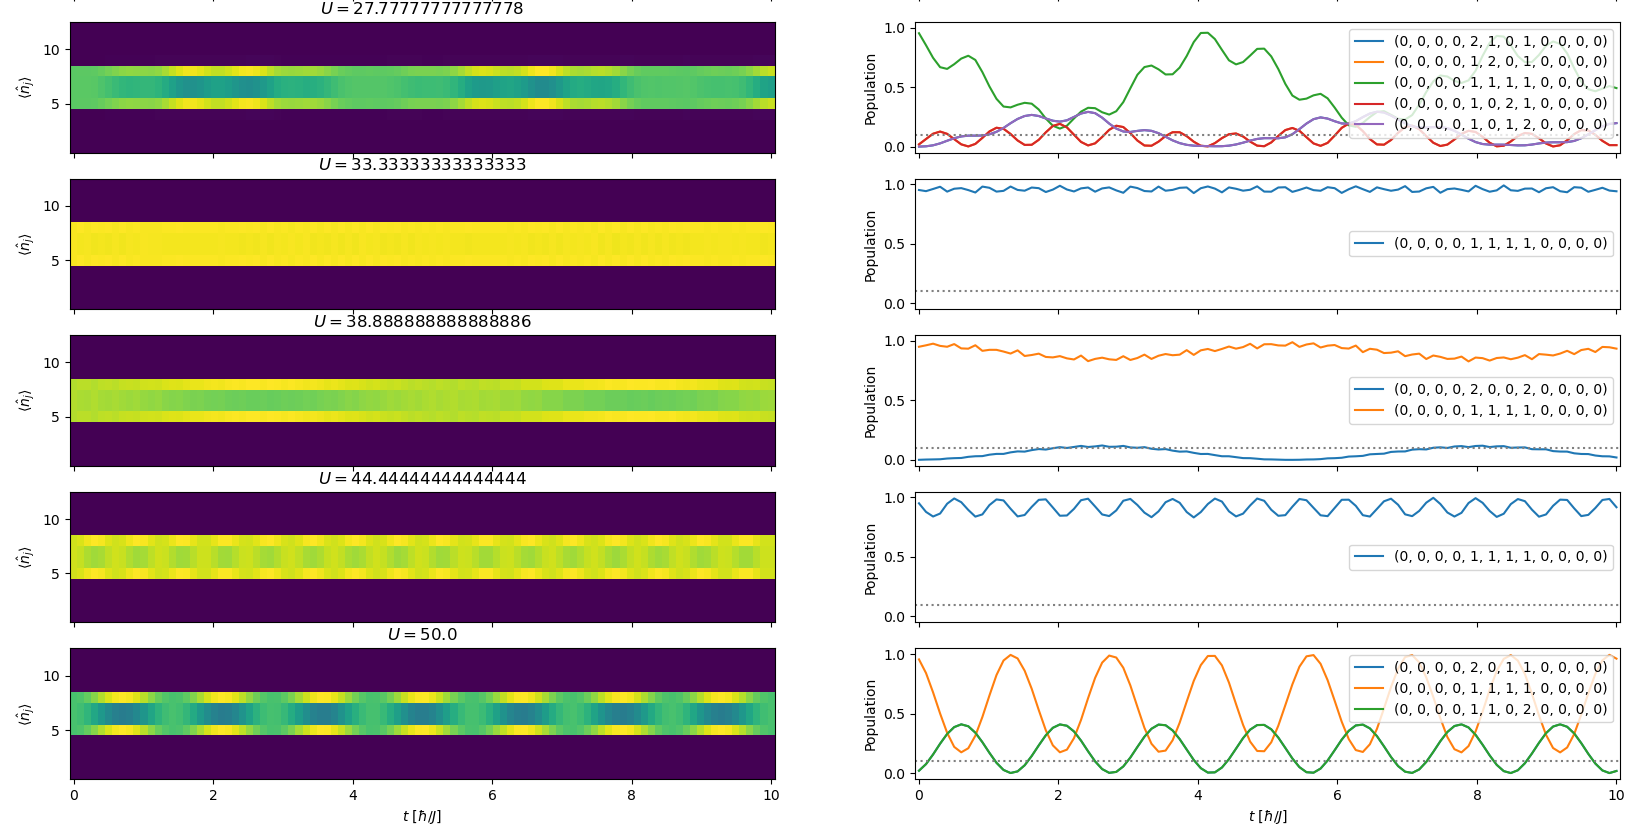 U = 27.77777777777778
10
5
⟨n̂ⱼ⟩
1.0
0.5
0.0
Population
(0, 0, 0, 0, 2, 1, 0, 1, 0, 0, 0, 0)
(0, 0, 0, 0, 1, 2, 0, 1, 0, 0, 0, 0)
(0, 0, 0, 0, 1, 1, 1, 1, 0, 0, 0, 0)
(0, 0, 0, 0, 1, 0, 2, 1, 0, 0, 0, 0)
(0, 0, 0, 0, 1, 0, 1, 2, 0, 0, 0, 0)
U = 33.33333333333333
10
5
⟨n̂ⱼ⟩
1.0
0.5
0.0
Population
(0, 0, 0, 0, 1, 1, 1, 1, 0, 0, 0, 0)
U = 38.888888888888886
10
5
⟨n̂ⱼ⟩
1.0
0.5
0.0
Population
(0, 0, 0, 0, 2, 0, 0, 2, 0, 0, 0, 0)
(0, 0, 0, 0, 1, 1, 1, 1, 0, 0, 0, 0)
U = 44.44444444444444
10
5
⟨n̂ⱼ⟩
1.0
0.5
0.0
Population
(0, 0, 0, 0, 1, 1, 1, 1, 0, 0, 0, 0)
U = 50.0
10
5
⟨n̂ⱼ⟩
0 2 4 6 8 10
t [ħ/J]
1.0
0.5
0.0
Population
(0, 0, 0, 0, 2, 0, 1, 1, 0, 0, 0, 0)
(0, 0, 0, 0, 1, 1, 1, 1, 0, 0, 0, 0)
(0, 0, 0, 0, 1, 1, 0, 2, 0, 0, 0, 0)
0 2 4 6 8 10
t [ħ/J]